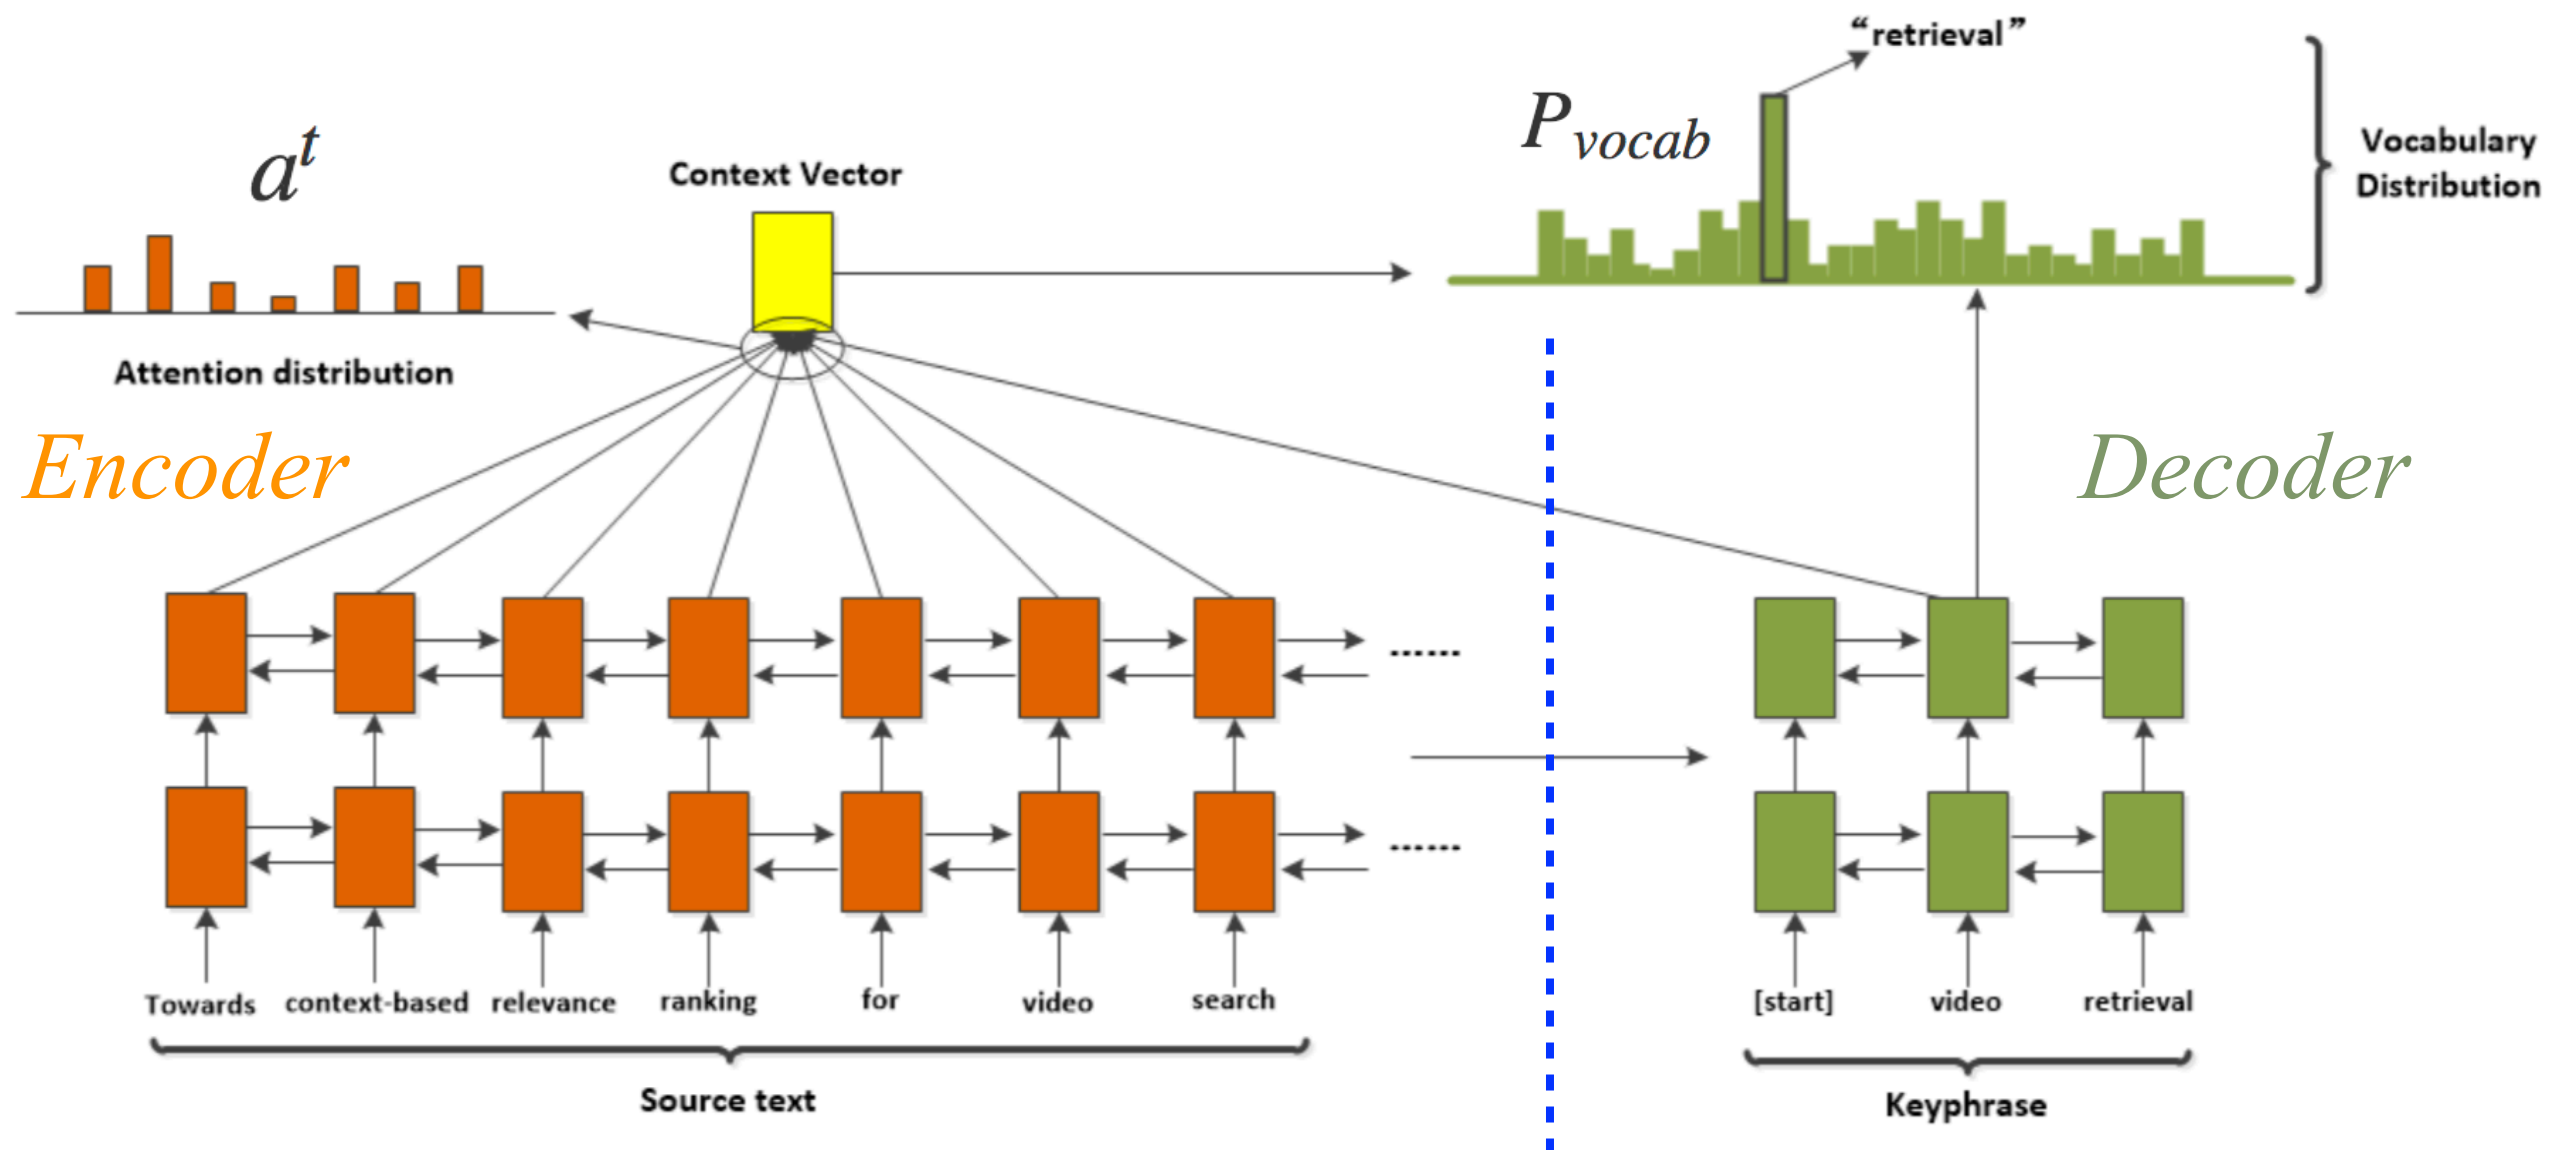 “retrieval”
P_vocab
Vocabulary
Distribution
a^t
Context Vector
Attention distribution
Encoder
Decoder
......
......
Towards context-based relevance ranking for video search
[start] video retrieval
Source text
Keyphrase